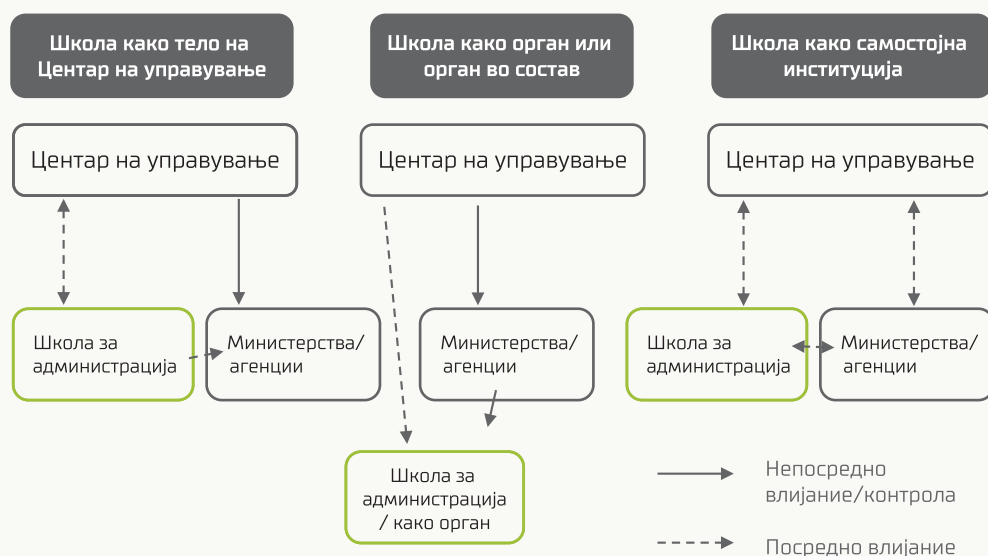 Школа како тело на
Центар на управување
Школа како орган или
орган во состав
Школа како самостојна
институција
Центар на управување
Центар на управување
Центар на управување
Школа за
администрација
Министерства/
агенции
Министерства/
агенции
Школа за
администрација
Министерства/
агенции
Школа за
администрација
/ како орган
Непосредно
влијание/контрола
Посредно влијание